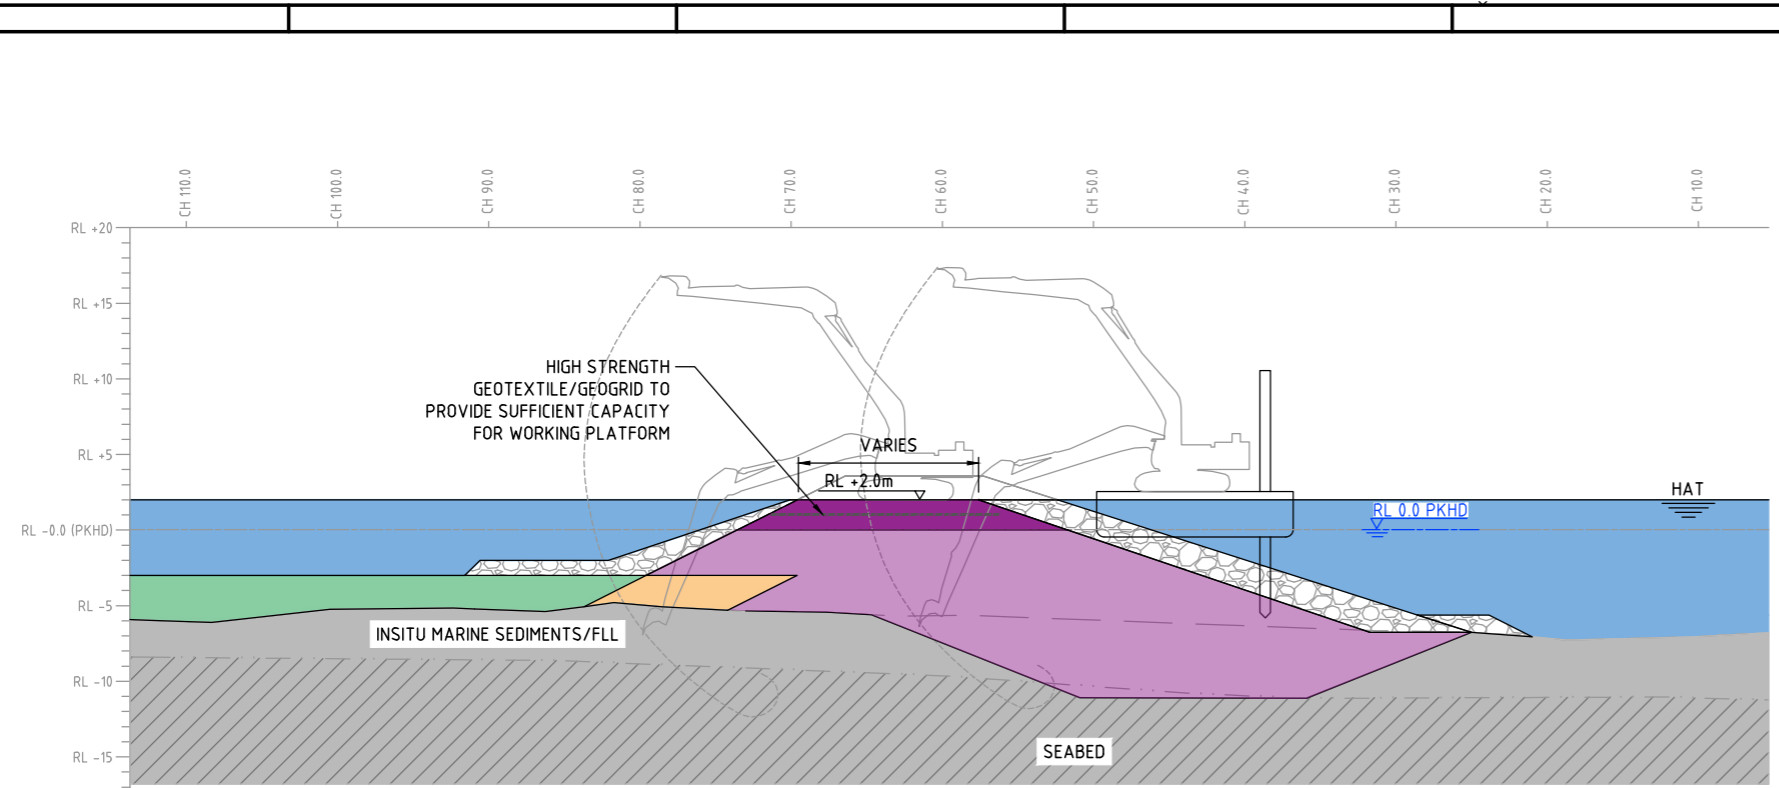 CH 110.0
CH 100.0
CH 90.0
CH 80.0
CH 70.0
CH 60.0
CH 50.0
CH 40.0
CH 30.0
CH 20.0
CH 10.0
RL +20
RL +15
RL +10
RL +5
RL -0.0 (PKHD)
RL -5
RL -10
RL -15
HIGH STRENGTH
GEOTEXTILE/GEOGRID TO
PROVIDE SUFFICIENT CAPACITY
FOR WORKING PLATFORM
VARIES
RL +2.0m
HAT
RL 0.0 PKHD
INSITU MARINE SEDIMENTS/FLL
SEABED